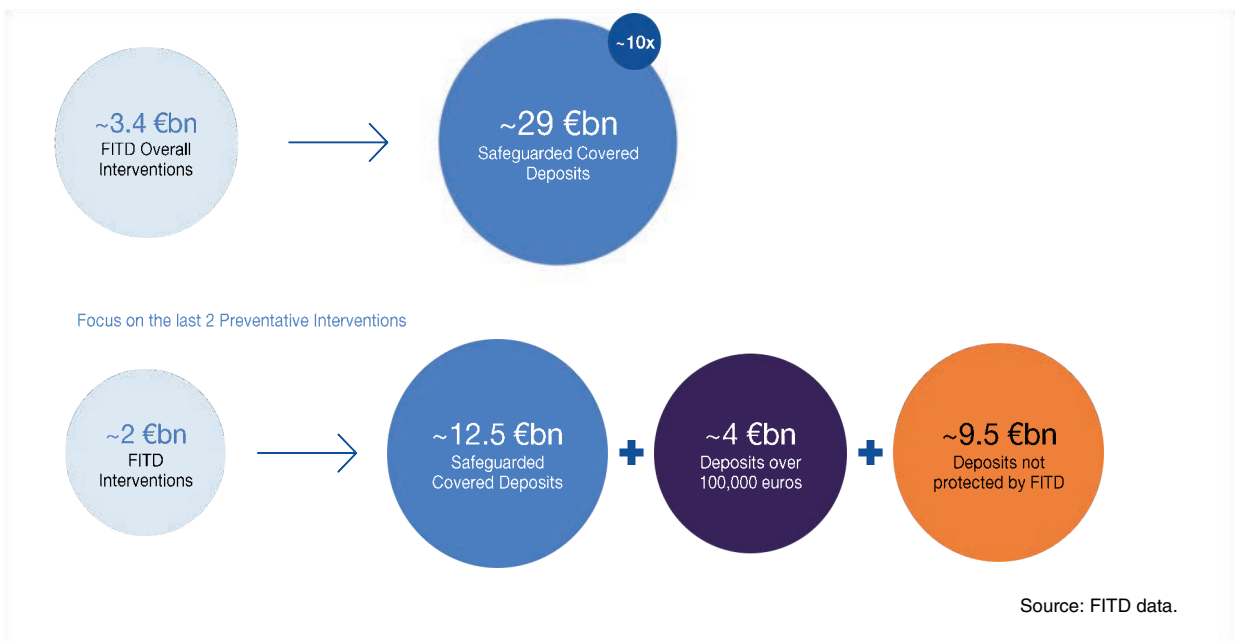 ~10x
~3.4 €bn
FITD Overall
Interventions
~29 €bn
Safeguarded Covered
Deposits
Focus on the last 2 Preventative Interventions
~2 €bn
FITD
Interventions
~12.5 €bn
Safeguarded
Covered Deposits
~4 €bn
Deposits over
100,000 euros
~9.5 €bn
Deposits not
protected by FITD
Source: FITD data.